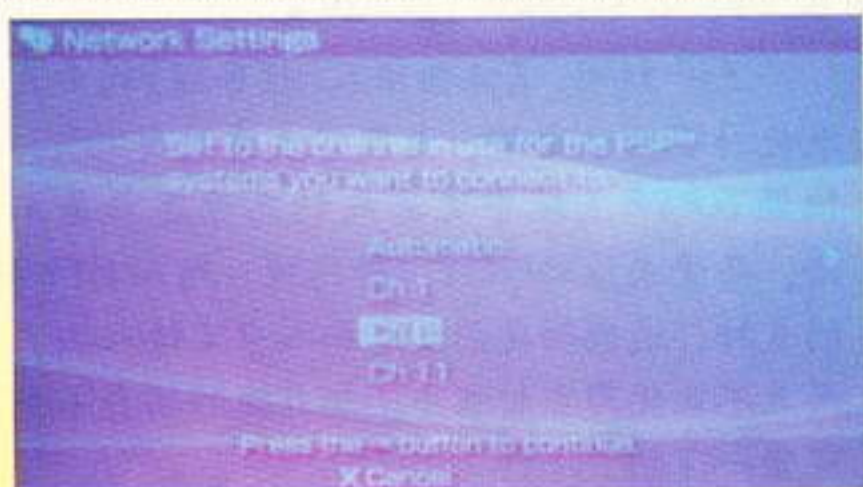 Network Settings
Set to the channel in use for the PSP™
systems you want to connect to.
Automatic
Ch 1
Ch 6
Ch 11
Press the → button to continue.
X Cancel